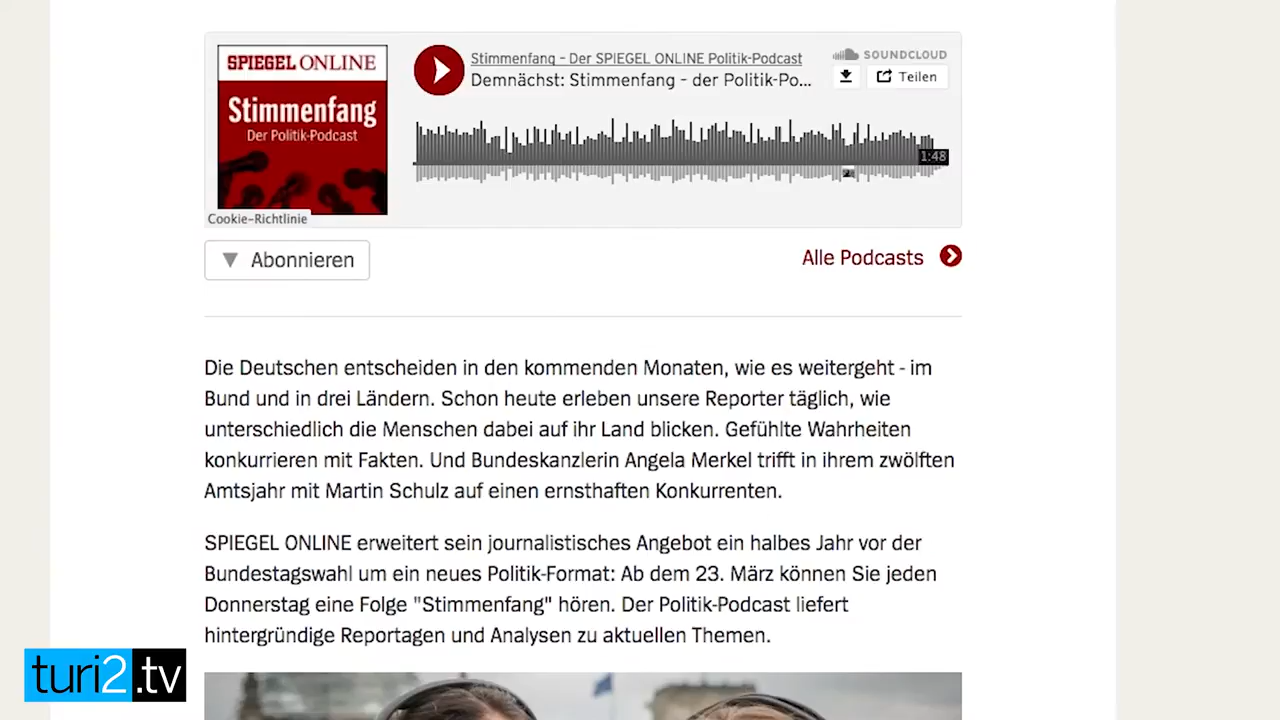 SPIEGEL ONLINE
Stimmenfang
Der Politik-Podcast
Cookie-Richtlinie
Stimmenfang - Der SPIEGEL ONLINE Politik-Podcast
Demnächst: Stimmenfang - der Politik-Po...
SOUNDCLOUD
Teilen
1:48
Abonnieren
Alle Podcasts
Die Deutschen entscheiden in den kommenden Monaten, wie es weitergeht - im
Bund und in drei Ländern. Schon heute erleben unsere Reporter täglich, wie
unterschiedlich die Menschen dabei auf ihr Land blicken. Gefühlte Wahrheiten
konkurrieren mit Fakten. Und Bundeskanzlerin Angela Merkel trifft in ihrem zwölften
Amtsjahr mit Martin Schulz auf einen ernsthaften Konkurrenten.
SPIEGEL ONLINE erweitert sein journalistisches Angebot ein halbes Jahr vor der
Bundestagswahl um ein neues Politik-Format: Ab dem 23. März können Sie jeden
Donnerstag eine Folge "Stimmenfang" hören. Der Politik-Podcast liefert
hintergründige Reportagen und Analysen zu aktuellen Themen.
turi2.tv